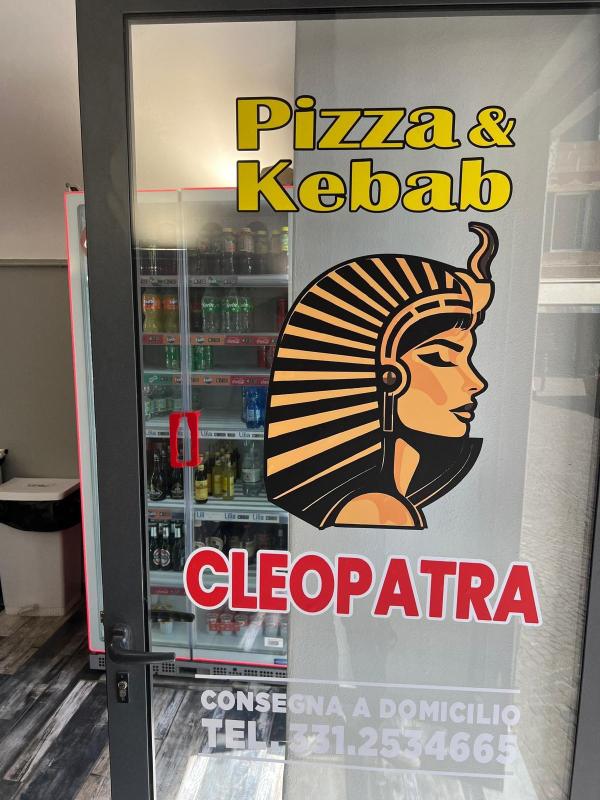 Pizza &
Kebab
CLEOPATRA
CONSEGNA A DOMICILIO
TEL. 331.2534665